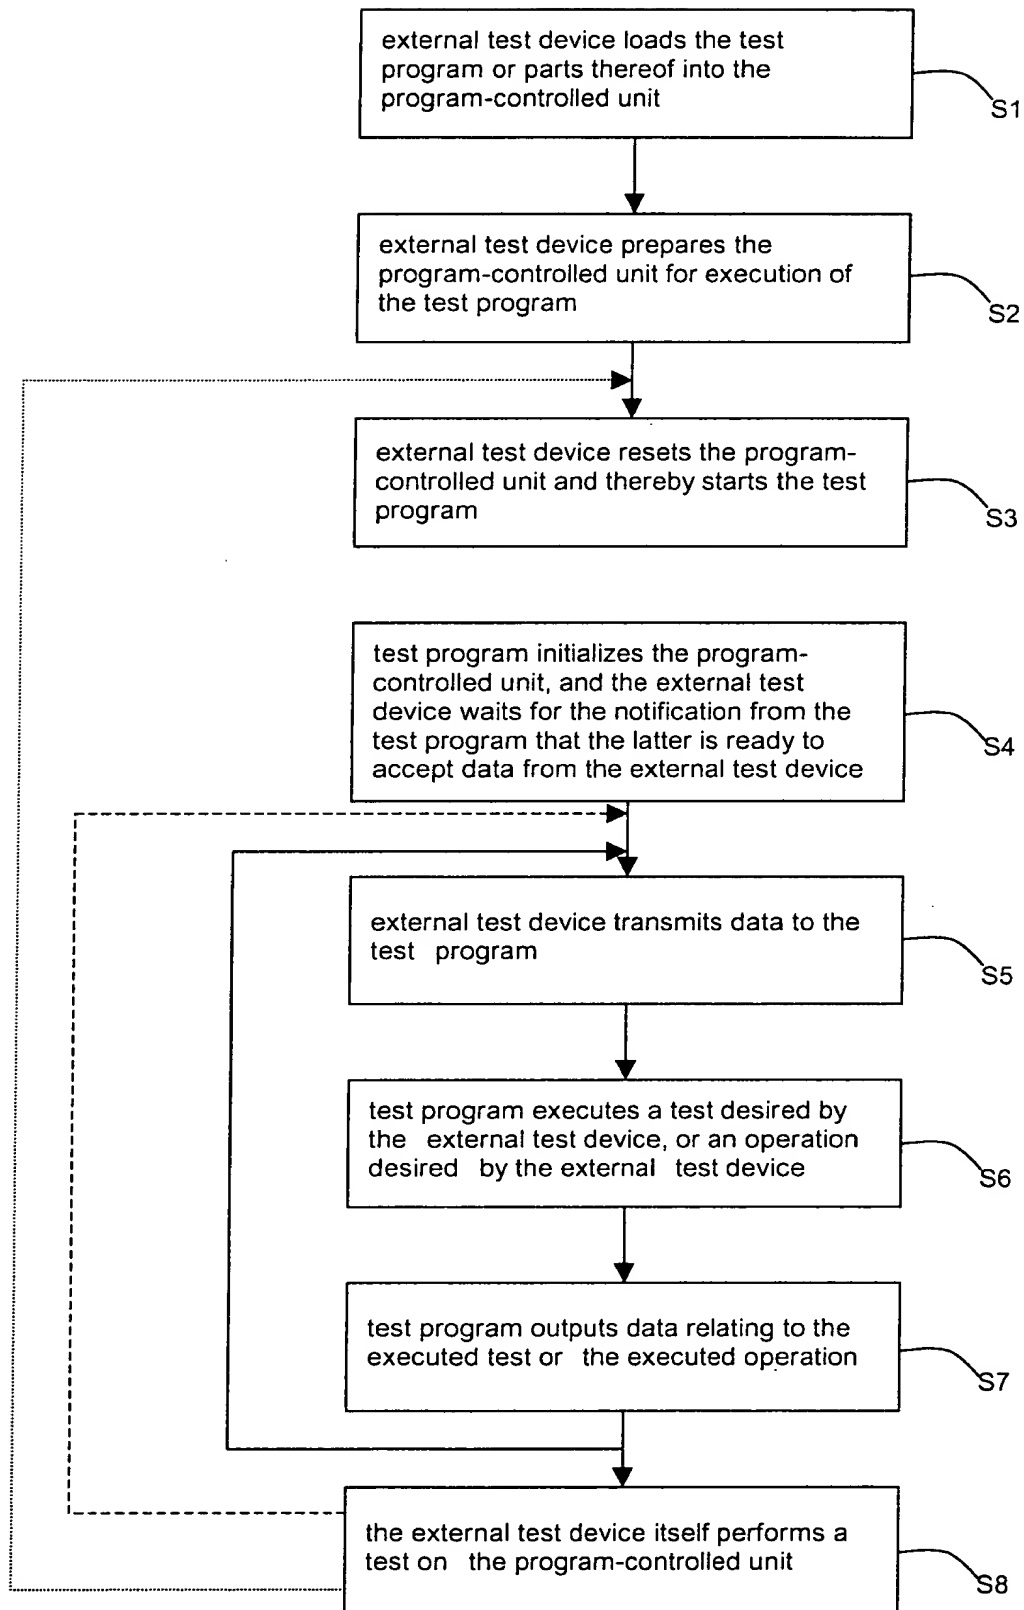 external test device loads the test
program or parts thereof into the
program-controlled unit
S1
external test device prepares the
program-controlled unit for execution of
the test program
S2
external test device resets the program-
controlled unit and thereby starts the test
program
S3
test program initializes the program-
controlled unit, and the external test
device waits for the notification from the
test program that the latter is ready to
accept data from the external test device
S4
external test device transmits data to the
test program
S5
test program executes a test desired by
the external test device, or an operation
desired by the external test device
S6
test program outputs data relating to the
executed test or the executed operation
S7
the external test device itself performs a
test on the program-controlled unit
S8